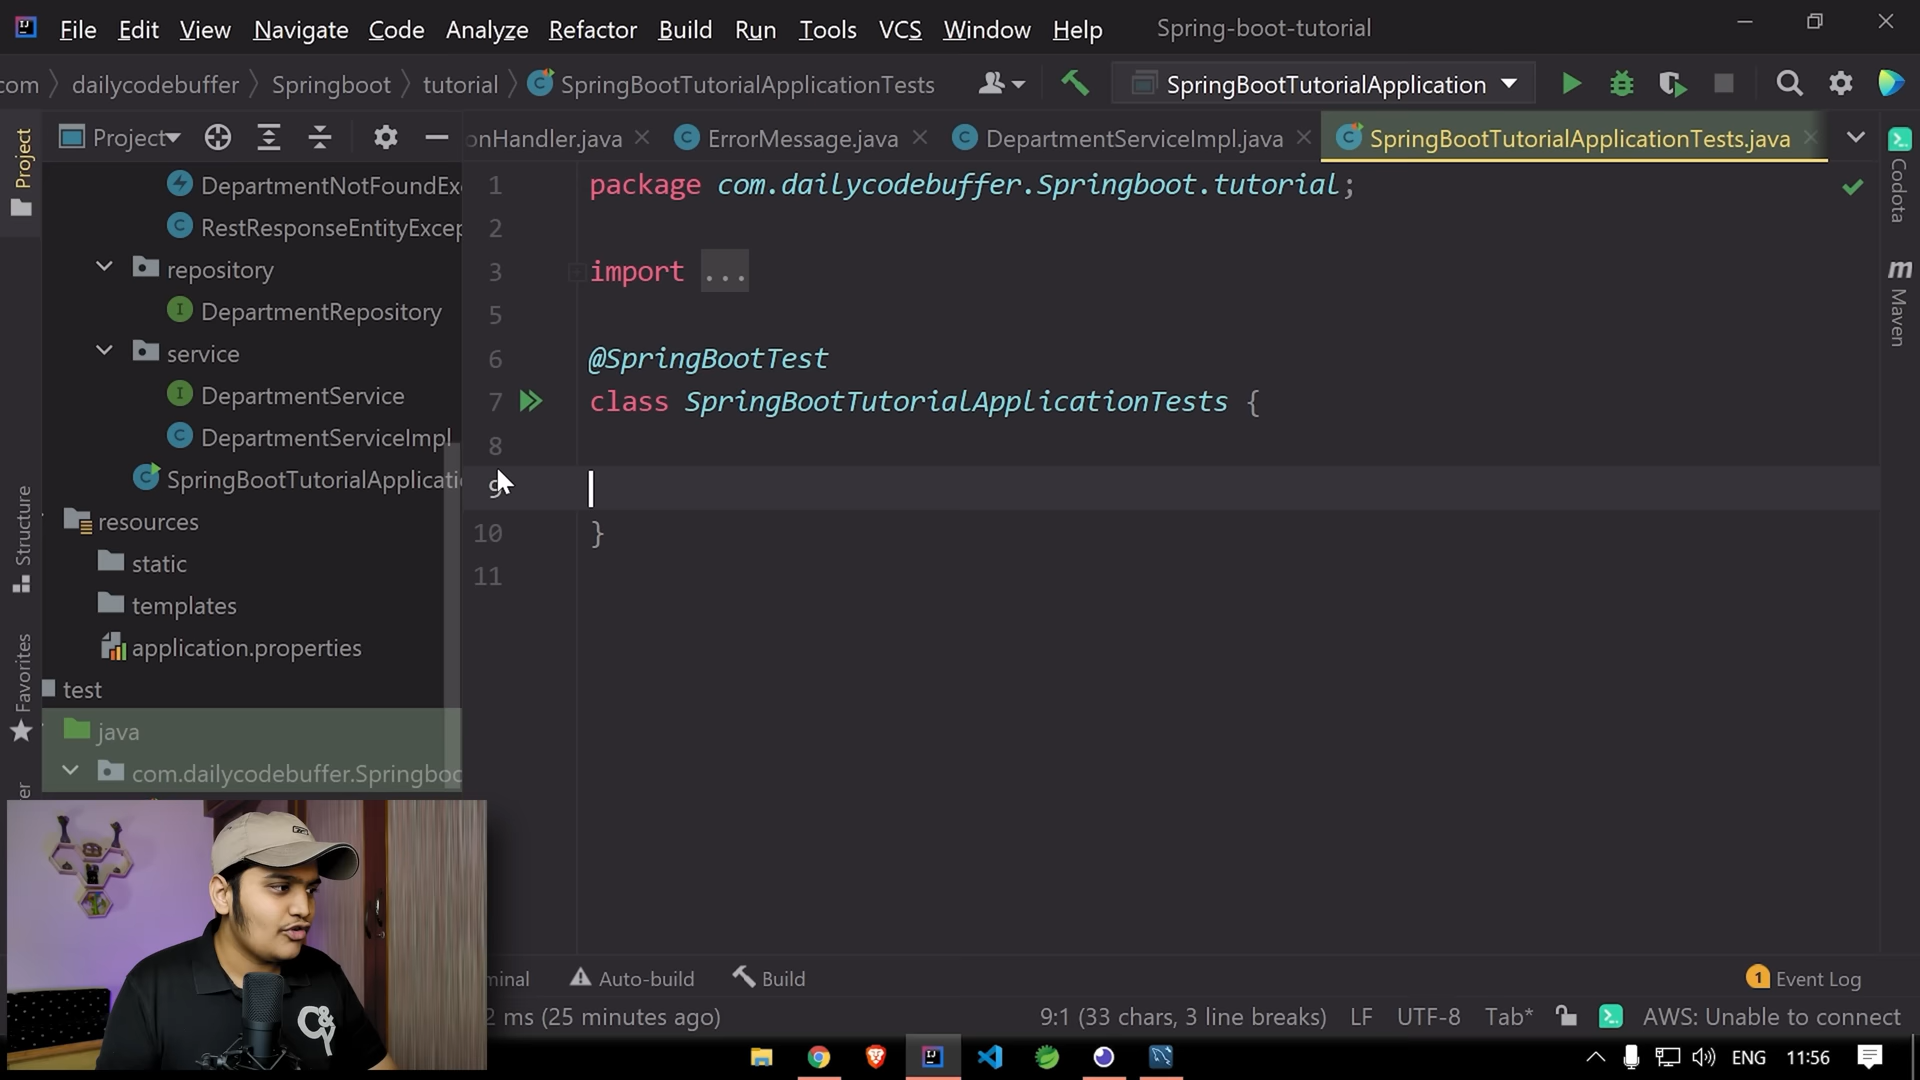 File Edit View Navigate Code Analyze Refactor Build Run Tools VCS Window Help Spring-boot-tutorial
com dailycodebuffer Springboot tutorial SpringBootTutorialApplicationTests SpringBootTutorialApplication
Project
onHandler.java ErrorMessage.java DepartmentServiceImpl.java SpringBootTutorialApplicationTests.java
Project
Structure
Favorites
DepartmentNotFoundEx
RestResponseEntityExcep
repository
DepartmentRepository
service
DepartmentService
DepartmentServiceImpl
SpringBootTutorialApplicati
resources
static
templates
application.properties
test
java
com.dailycodebuffer.Springboo
1 package com.dailycodebuffer.Springboot.tutorial;
2
3 import ...
5
6 @SpringBootTest
7 class SpringBootTutorialApplicationTests {
8
9
10 }
11
Codota
m Maven
minal Auto-build Build 1 Event Log
2 ms (25 minutes ago) 9:1 (33 chars, 3 line breaks) LF UTF-8 Tab* AWS: Unable to connect
ENG 11:56